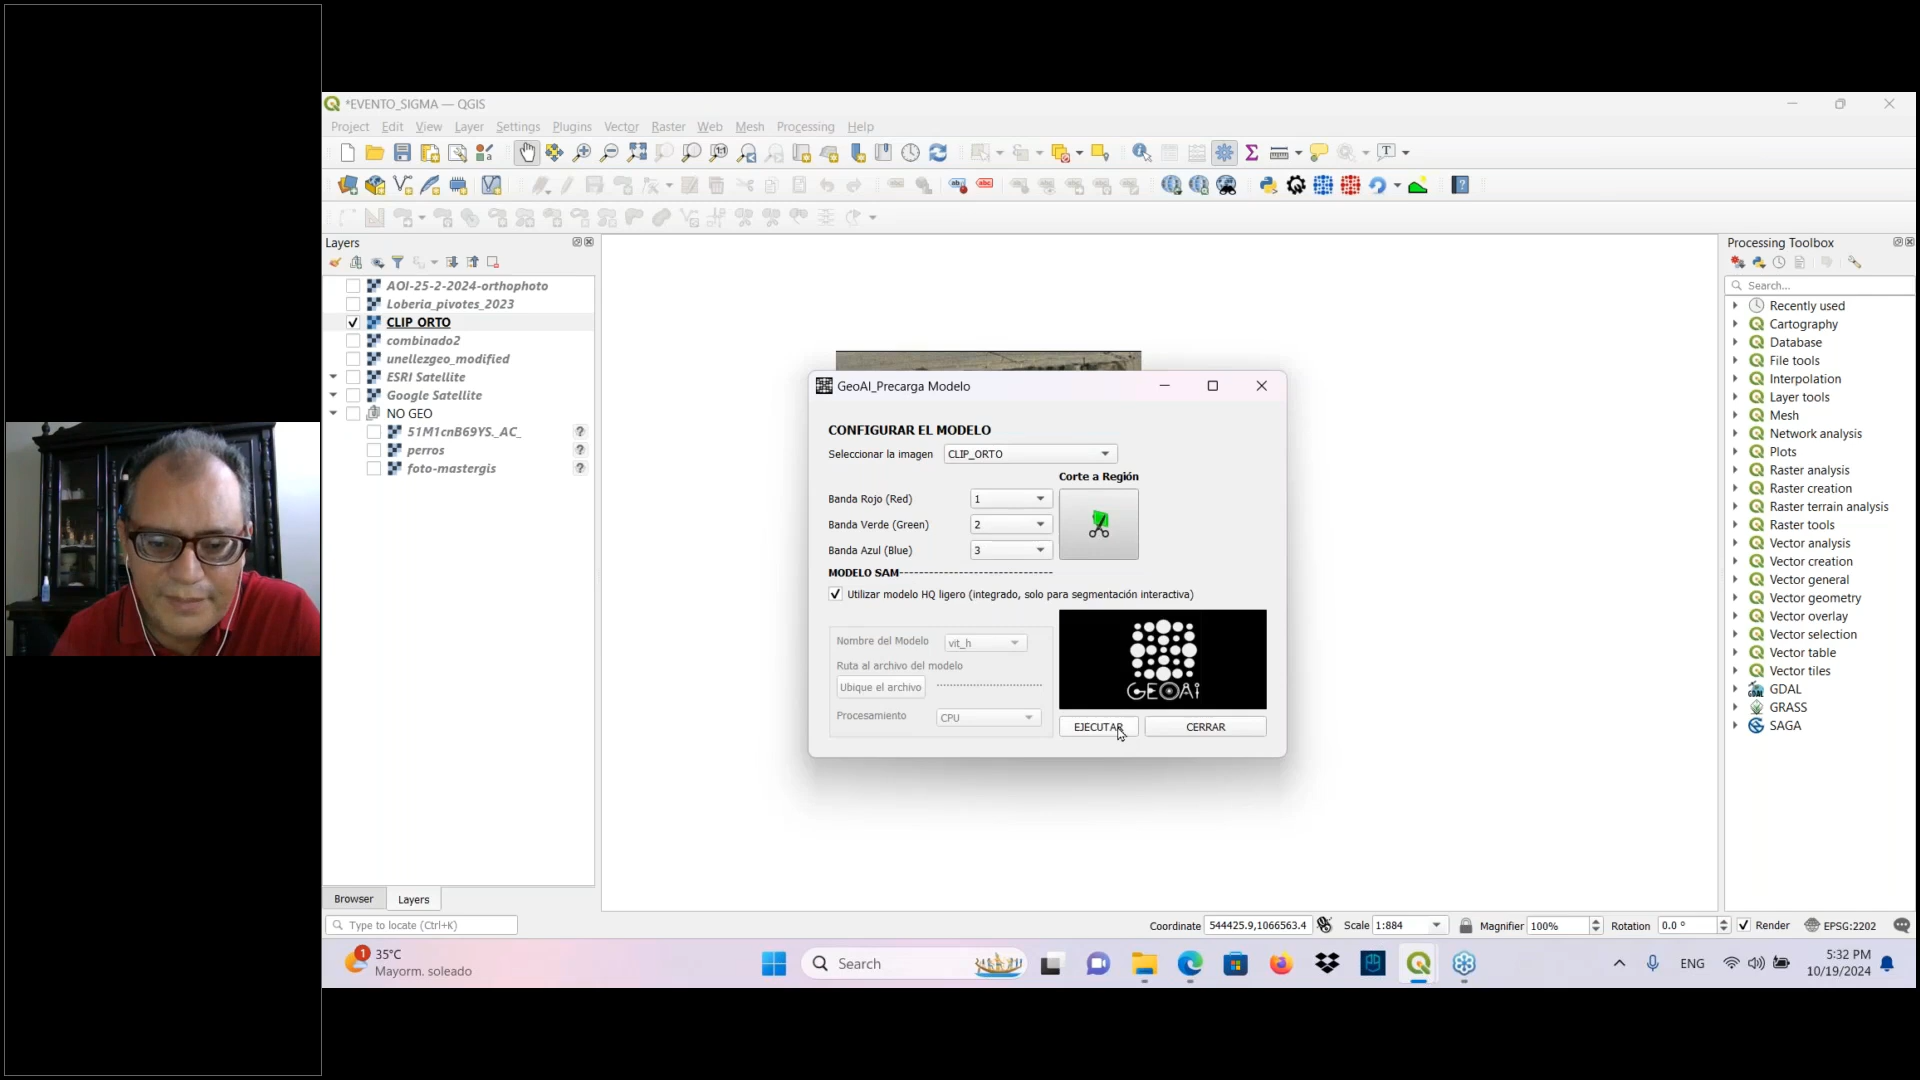 *EVENTO_SIGMA — QGIS
Project Edit View Layer Settings Plugins Vector Raster Web Mesh Processing Help
Layers
AOI-25-2-2024-orthophoto
Loberia_pivotes_2023
CLIP_ORTO
combinado2
unellezgeo_modified
ESRI Satellite
Google Satellite
NO GEO
51M1cnB69YS._AC_ ?
perros ?
foto-mastergis ?
Browser Layers
Type to locate (Ctrl+K)
GeoAI_Precarga Modelo
CONFIGURAR EL MODELO
Seleccionar la imagen CLIP_ORTO
Corte a Región
Banda Rojo (Red) 1
Banda Verde (Green) 2
Banda Azul (Blue) 3
MODELO SAM------------------------------
Utilizar modelo HQ ligero (integrado, solo para segmentación interactiva)
Nombre del Modelo vit_h
Ruta al archivo del modelo
Ubique el archivo
Procesamiento CPU
GEOAi
EJECUTAR CERRAR
Processing Toolbox
Search...
Recently used
Cartography
Database
File tools
Interpolation
Layer tools
Mesh
Network analysis
Plots
Raster analysis
Raster creation
Raster terrain analysis
Raster tools
Vector analysis
Vector creation
Vector general
Vector geometry
Vector overlay
Vector selection
Vector table
Vector tiles
GDAL
GRASS
SAGA
Coordinate 544425.9,1066563.4 Scale 1:884 Magnifier 100% Rotation 0.0 ° Render EPSG:2202
1
35°C
Mayorm. soleado
Search
ENG
5:32 PM
10/19/2024